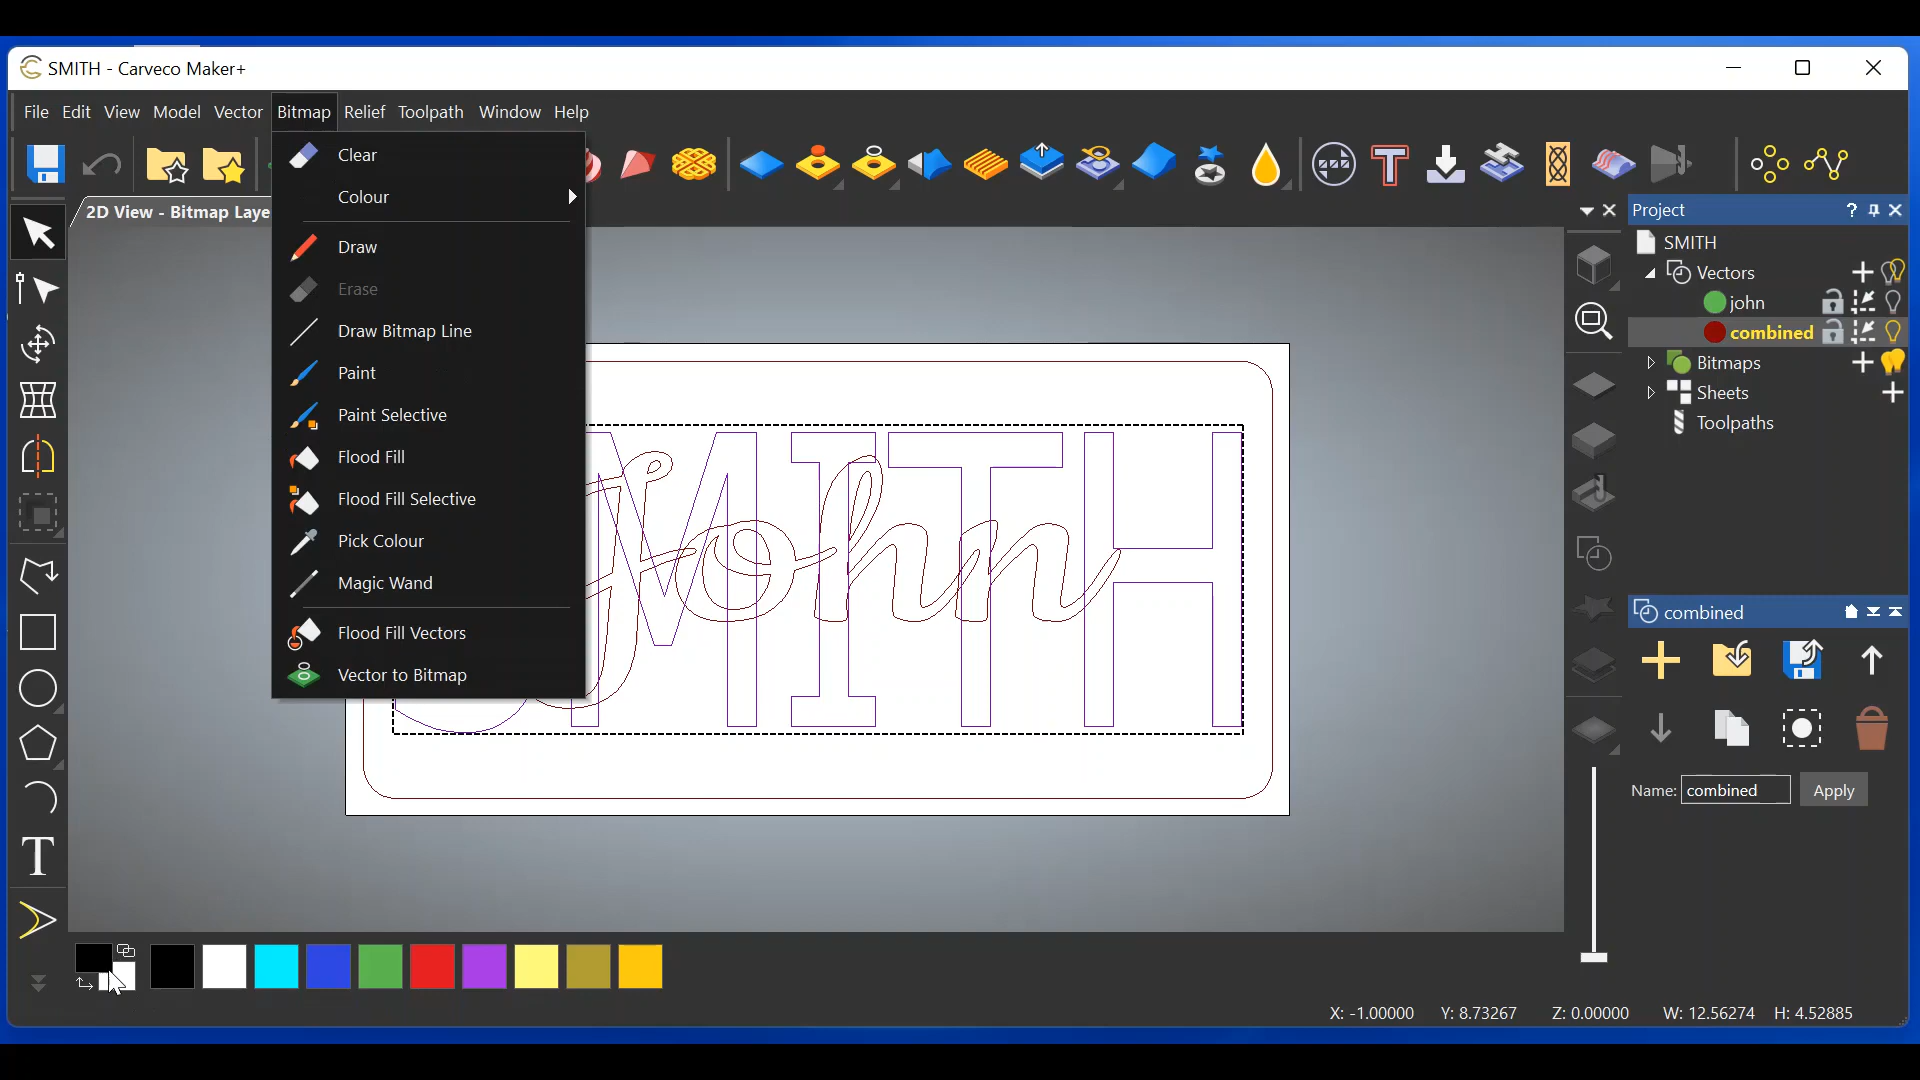 SMITH - Carveco Maker+
File Edit View Model Vector Bitmap Relief Toolpath Window Help
Clear
Colour
Draw
Erase
Draw Bitmap Line
Paint
Paint Selective
Flood Fill
Flood Fill Selective
Pick Colour
Magic Wand
Flood Fill Vectors
Vector to Bitmap
2D View - Bitmap Laye
John
MITH
Project
SMITH
Vectors
john
combined
Bitmaps
Sheets
Toolpaths
combined
Name: combined Apply
X: -1.00000 Y: 8.73267 Z: 0.00000 W: 12.56274 H: 4.52885